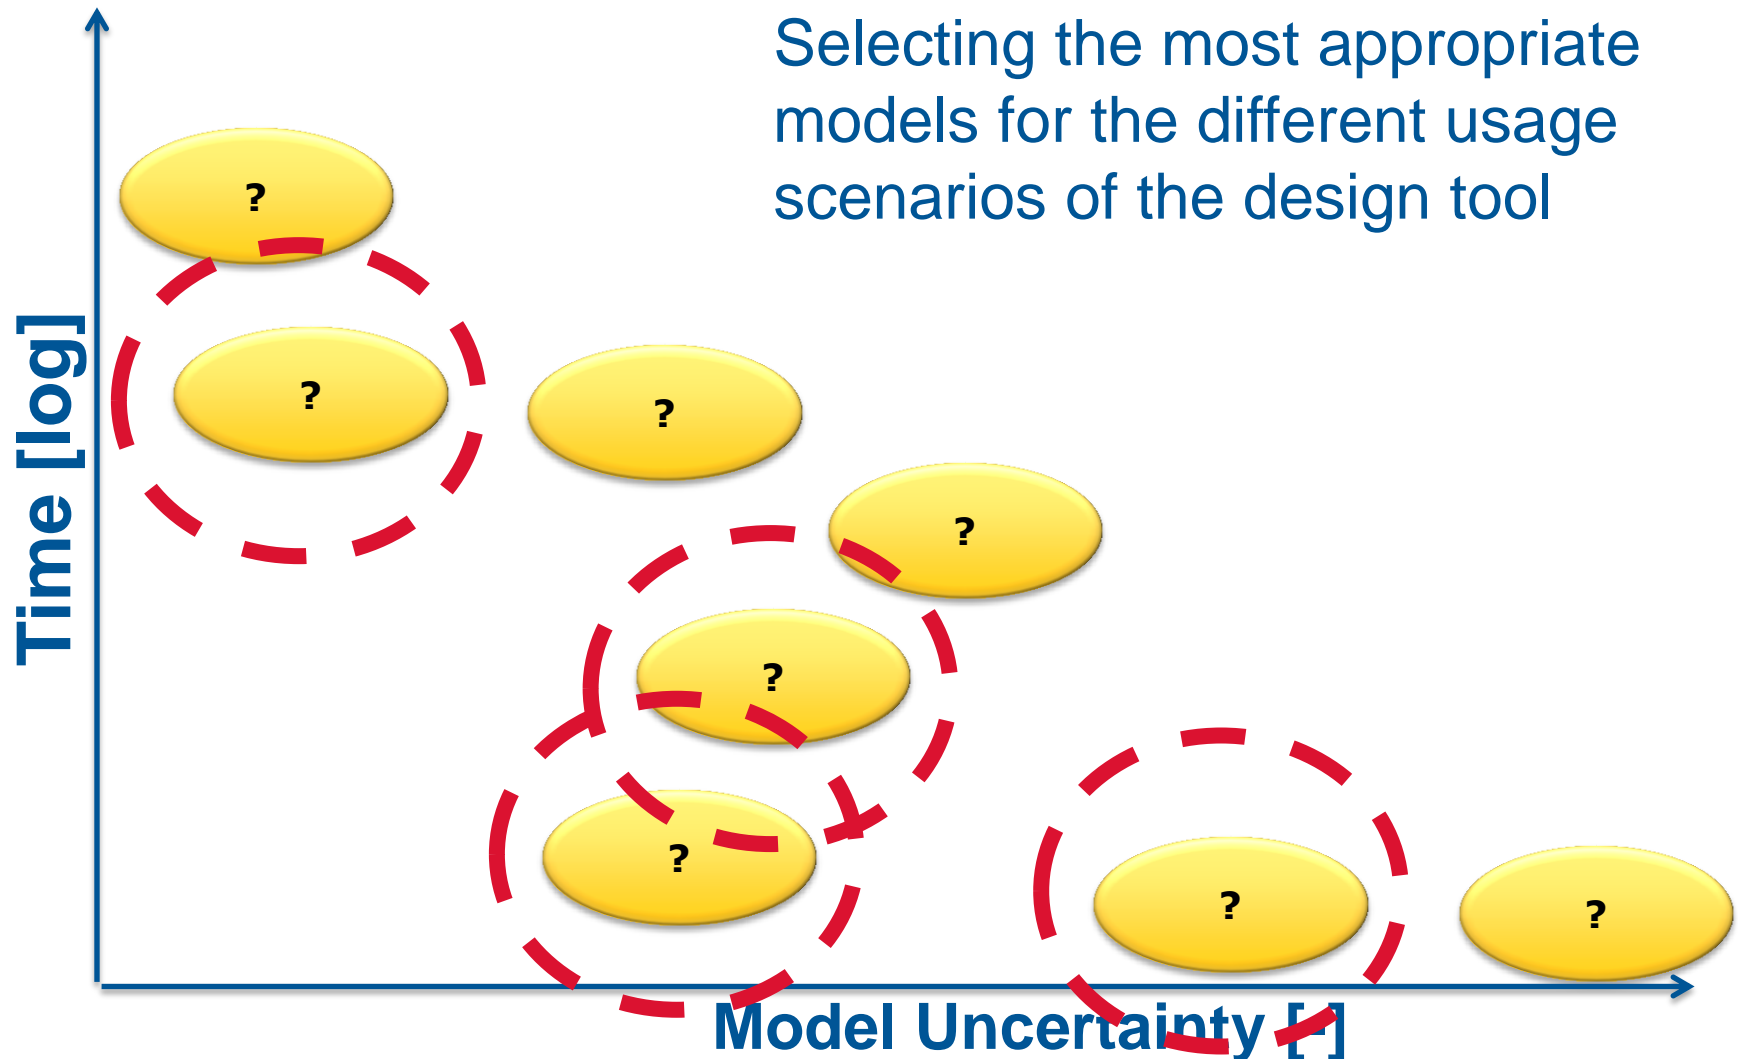 Selecting the most appropriate
models for the different usage
scenarios of the design tool
?
?
?
?
?
?
?
?
Time [log]
Model Uncertainty [-]